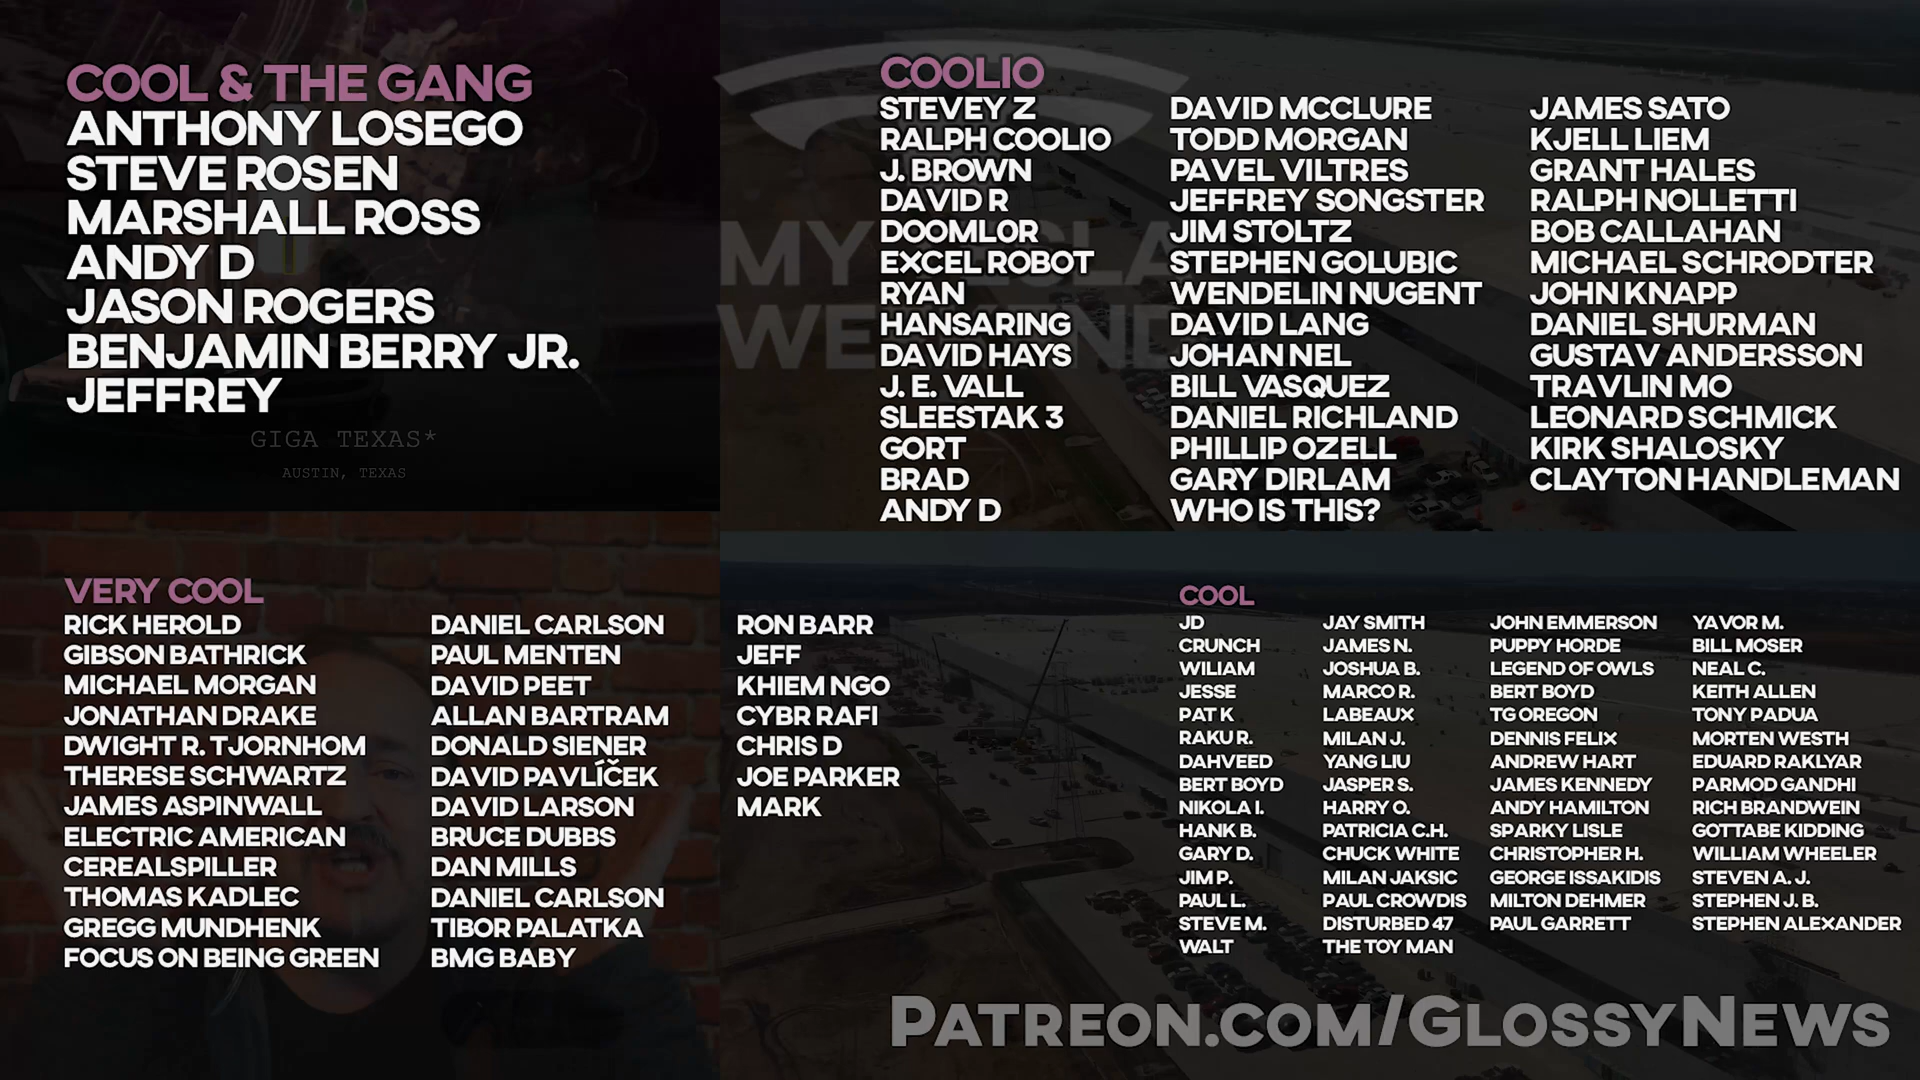 COOL & THE GANG
ANTHONY LOSEGO
STEVE ROSEN
MARSHALL ROSS
ANDY D
JASON ROGERS
BENJAMIN BERRY JR.
JEFFREY
GIGA TEXAS*
AUSTIN, TEXAS
COOLIO
STEVEY Z
RALPH COOLIO
J. BROWN
DAVID R
DOOML0R
EXCEL ROBOT
RYAN
HANSARING
DAVID HAYS
J. E. VALL
SLEESTAK 3
GORT
BRAD
ANDY D
DAVID MCCLURE
TODD MORGAN
PAVEL VILTRES
JEFFREY SONGSTER
JIM STOLTZ
STEPHEN GOLUBIC
WENDELIN NUGENT
DAVID LANG
JOHAN NEL
BILL VASQUEZ
DANIEL RICHLAND
PHILLIP OZELL
GARY DIRLAM
WHO IS THIS?
JAMES SATO
KJELL LIEM
GRANT HALES
RALPH NOLLETTI
BOB CALLAHAN
MICHAEL SCHRODTER
JOHN KNAPP
DANIEL SHURMAN
GUSTAV ANDERSSON
TRAVLIN MO
LEONARD SCHMICK
KIRK SHALOSKY
CLAYTON HANDLEMAN
MY
VERY COOL
RICK HEROLD
GIBSON BATHRICK
MICHAEL MORGAN
JONATHAN DRAKE
DWIGHT R. TJORNHOM
THERESE SCHWARTZ
JAMES ASPINWALL
ELECTRIC AMERICAN
CEREALSPILLER
THOMAS KADLEC
GREGG MUNDHENK
FOCUS ON BEING GREEN
DANIEL CARLSON
PAUL MENTEN
DAVID PEET
ALLAN BARTRAM
DONALD SIENER
DAVID PAVLÍČEK
DAVID LARSON
BRUCE DUBBS
DAN MILLS
DANIEL CARLSON
TIBOR PALATKA
BMG BABY
RON BARR
JEFF
KHIEM NGO
CYBR RAFI
CHRIS D
JOE PARKER
MARK
COOL
JD
CRUNCH
WILIAM
JESSE
PAT K
RAKU R.
DAHVEED
BERT BOYD
NIKOLA I.
HANK B.
GARY D.
JIM P.
PAUL L.
STEVE M.
WALT
JAY SMITH
JAMES N.
JOSHUA B.
MARCO R.
LABEAUX
MILAN J.
YANG LIU
JASPER S.
HARRY O.
PATRICIA C.H.
CHUCK WHITE
MILAN JAKSIC
PAUL CROWDIS
DISTURBED 47
THE TOY MAN
JOHN EMMERSON
PUPPY HORDE
LEGEND OF OWLS
BERT BOYD
TG OREGON
DENNIS FELIX
ANDREW HART
JAMES KENNEDY
ANDY HAMILTON
SPARKY LISLE
CHRISTOPHER H.
GEORGE ISSAKIDIS
MILTON DEHMER
PAUL GARRETT
YAVOR M.
BILL MOSER
NEAL C.
KEITH ALLEN
TONY PADUA
MORTEN WESTH
EDUARD RAKLYAR
PARMOD GANDHI
RICH BRANDWEIN
GOTTABE KIDDING
WILLIAM WHEELER
STEVEN A. J.
STEPHEN J. B.
STEPHEN ALEXANDER
PATREON.COM/GLOSSYNEWS